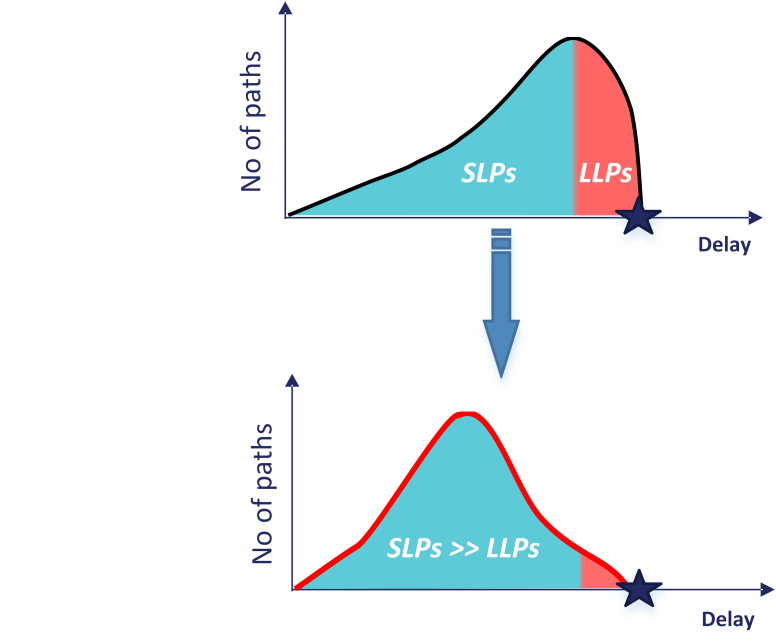 No of paths
SLPs
LLPs
Delay
No of paths
SLPs >> LLPs
Delay